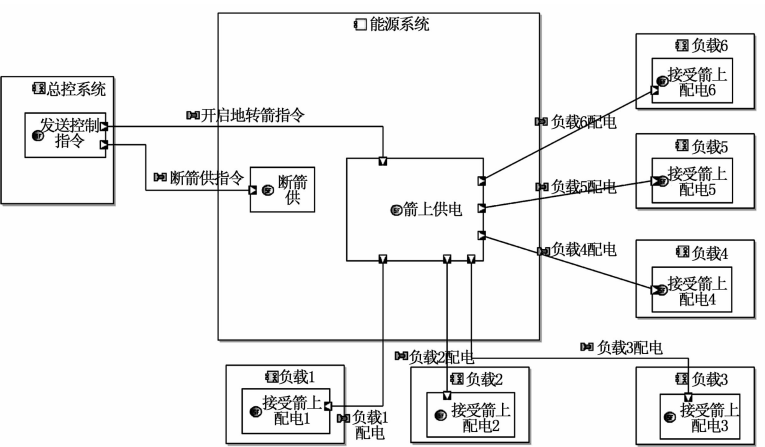 能源系统
负载6
接受箭上
配电6
总控系统
发送控制
指令
开启地转箭指令
负载6配电
负载5
接受箭上
配电5
断箭供指令
断箭
供
负载5配电
箭上供电
负载4配电
负载4
接受箭上
配电4
负载2配电
负载3配电
负载1
接受箭上
配电1
负载1
配电
负载2
接受箭上
配电2
负载3
接受箭上
配电3